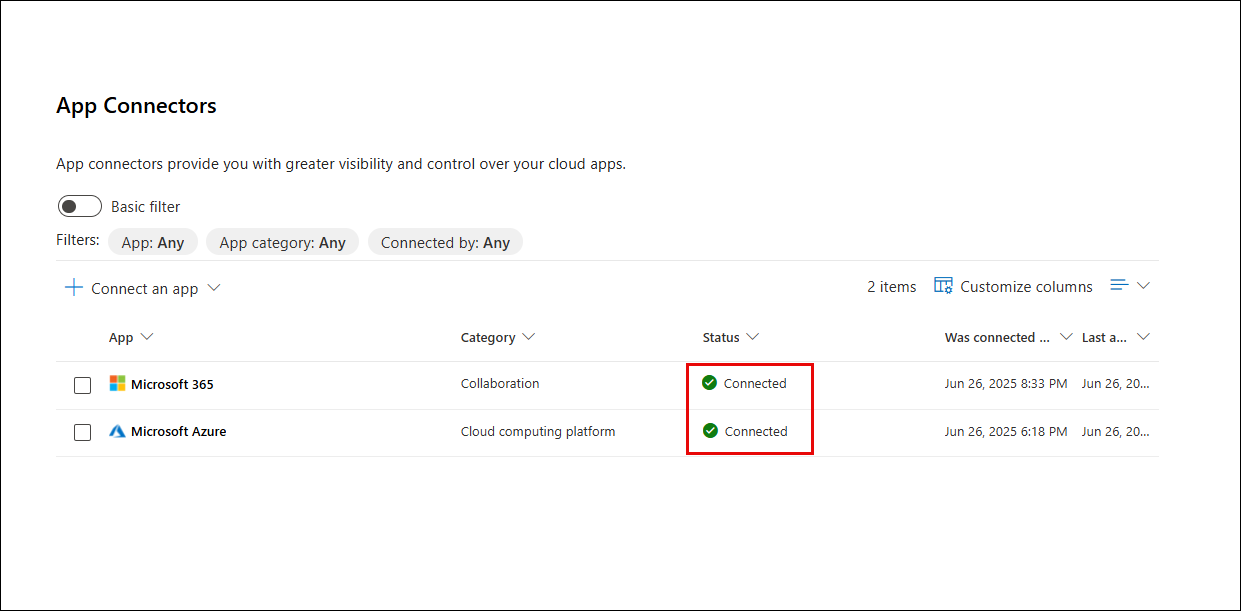 App Connectors
App connectors provide you with greater visibility and control over your cloud apps.
Basic filter
Filters: App: Any App category: Any Connected by: Any
Connect an app 2 items Customize columns
App Category Status Was connected ... Last a...
Microsoft 365 Collaboration Connected Jun 26, 2025 8:33 PM Jun 26, 20...
Microsoft Azure Cloud computing platform Connected Jun 26, 2025 6:18 PM Jun 26, 20...